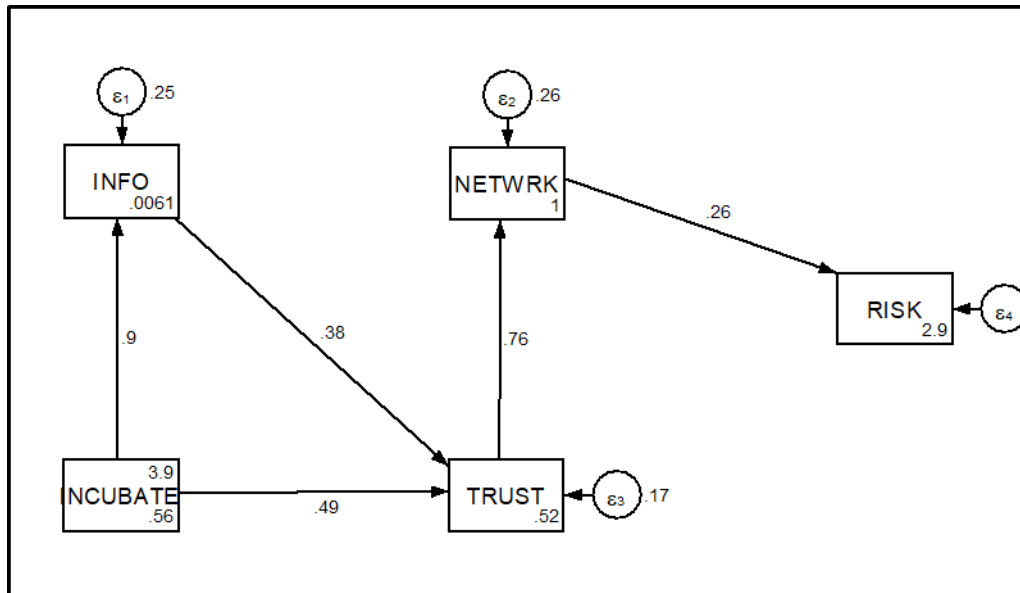 ε1 .25
INFO
.0061
ε2 .26
NETWRK
1
.26
RISK
2.9
ε4
.9
.38
.76
3.9
INCUBATE
.56
.49
TRUST
.52
ε3 .17